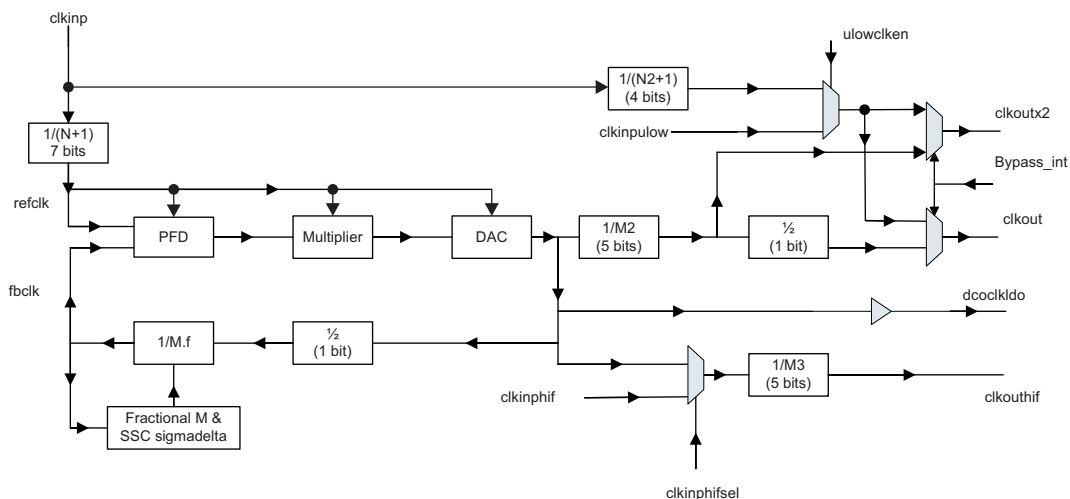 clkinp
ulowclken
1/(N2+1)
(4 bits)
clkoutx2
1/(N+1)
7 bits
clkinpulow
Bypass_int
refclk
PFD
Multiplier
DAC
1/M2
(5 bits)
½
(1 bit)
clkout
fbclk
dcoclkldo
1/M.f
½
(1 bit)
1/M3
(5 bits)
clkinphif
clkouthif
Fractional M &
SSC sigmadelta
clkinphifsel